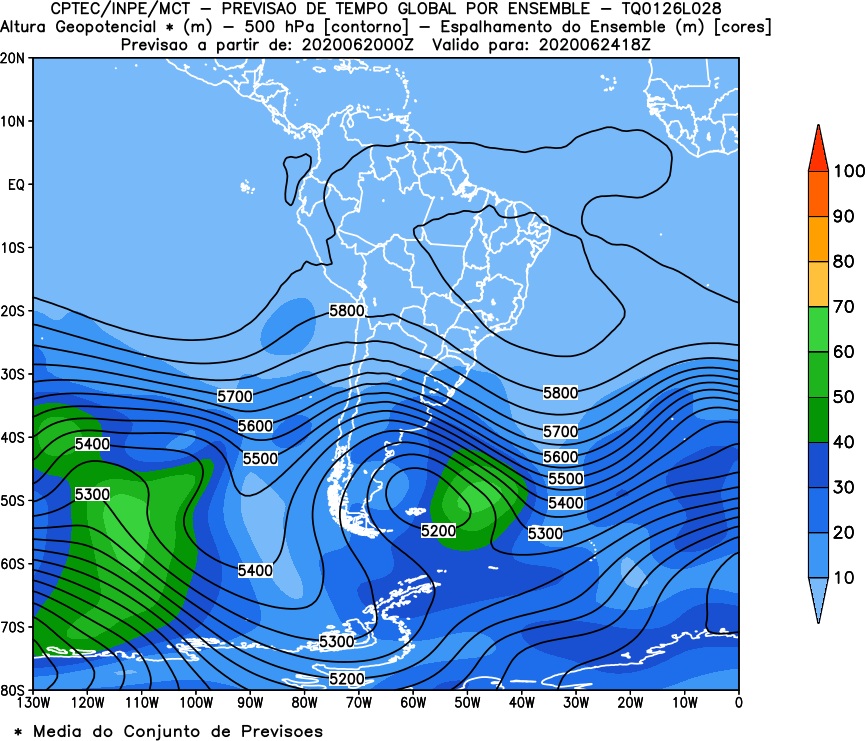 CPTEC/INPE/MCT - PREVISAO DE TEMPO GLOBAL POR ENSEMBLE - TQ0126L028
Altura Geopotencial * (m) - 500 hPa [contorno] - Espalhamento do Ensemble (m) [cores]
Previsao a partir de: 2020062000Z Valido para: 2020062418Z
20N
10N
EQ
10S
20S
30S
40S
50S
60S
70S
80S
5800
5700
5800
5600
5700
5400
5500
5600
5500
5300
5400
5200
5300
5400
5300
5200
130W 120W 110W 100W 90W 80W 70W 60W 50W 40W 30W 20W 10W 0
100
90
80
70
60
50
40
30
20
10
* Media do Conjunto de Previsoes